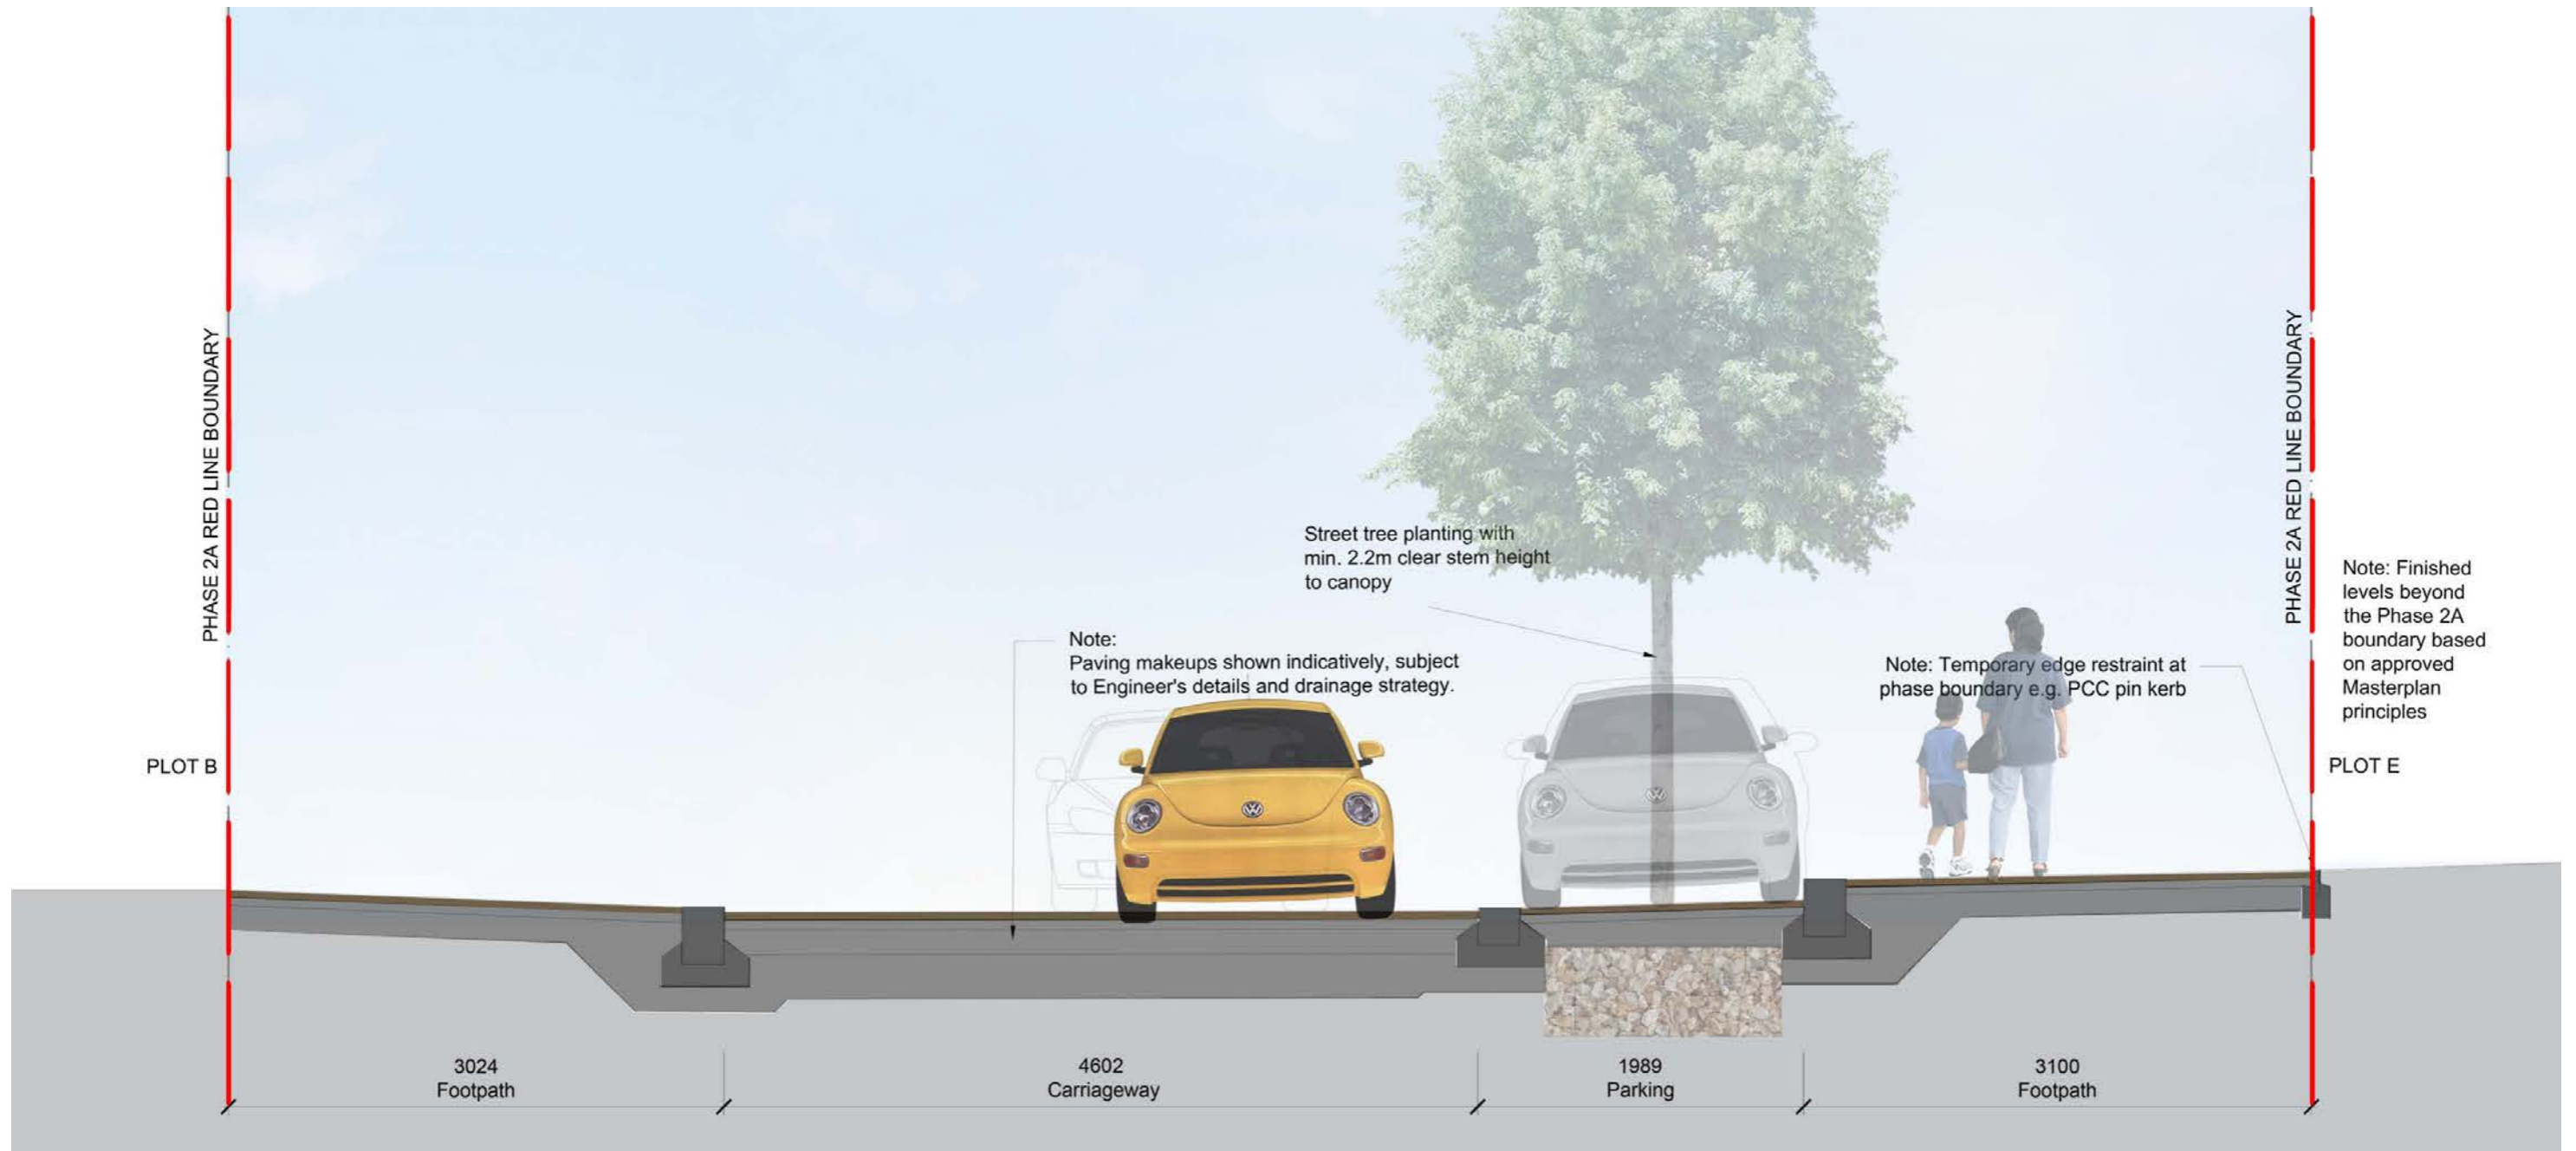 PHASE 2A RED LINE BOUNDARY
PLOT B
Street tree planting with
min. 2.2m clear stem height
to canopy
Note:
Paving makeups shown indicatively, subject
to Engineer's details and drainage strategy.
Note: Temporary edge restraint at
phase boundary e.g. PCC pin kerb
PHASE 2A RED LINE BOUNDARY
Note: Finished
levels beyond
the Phase 2A
boundary based
on approved
Masterplan
principles
PLOT E
3024
Footpath
4602
Carriageway
1989
Parking
3100
Footpath